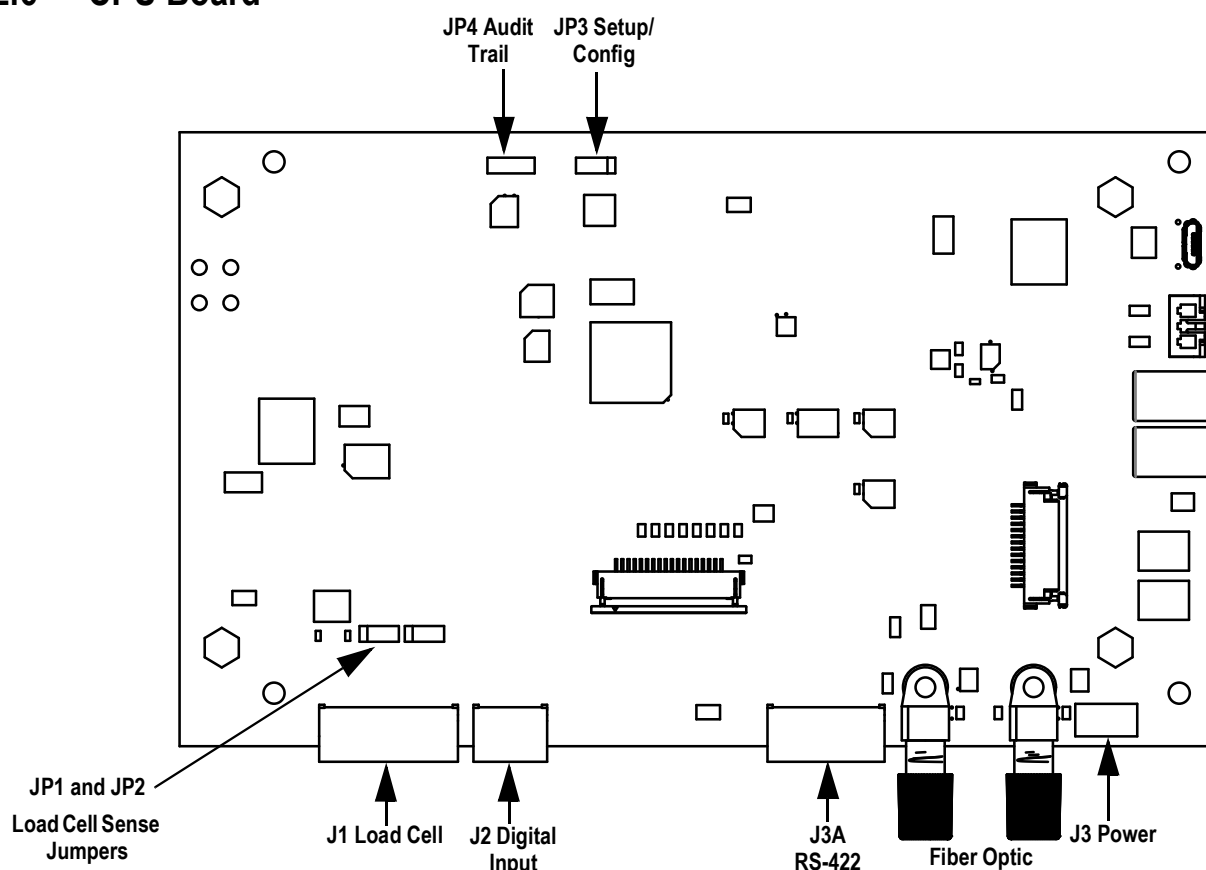 CPU Board
JP4 Audit
Trail
JP3 Setup/
Config
JP1 and JP2
Load Cell Sense
Jumpers
J1 Load Cell
J2 Digital
Input
J3A
RS-422
Fiber Optic
J3 Power